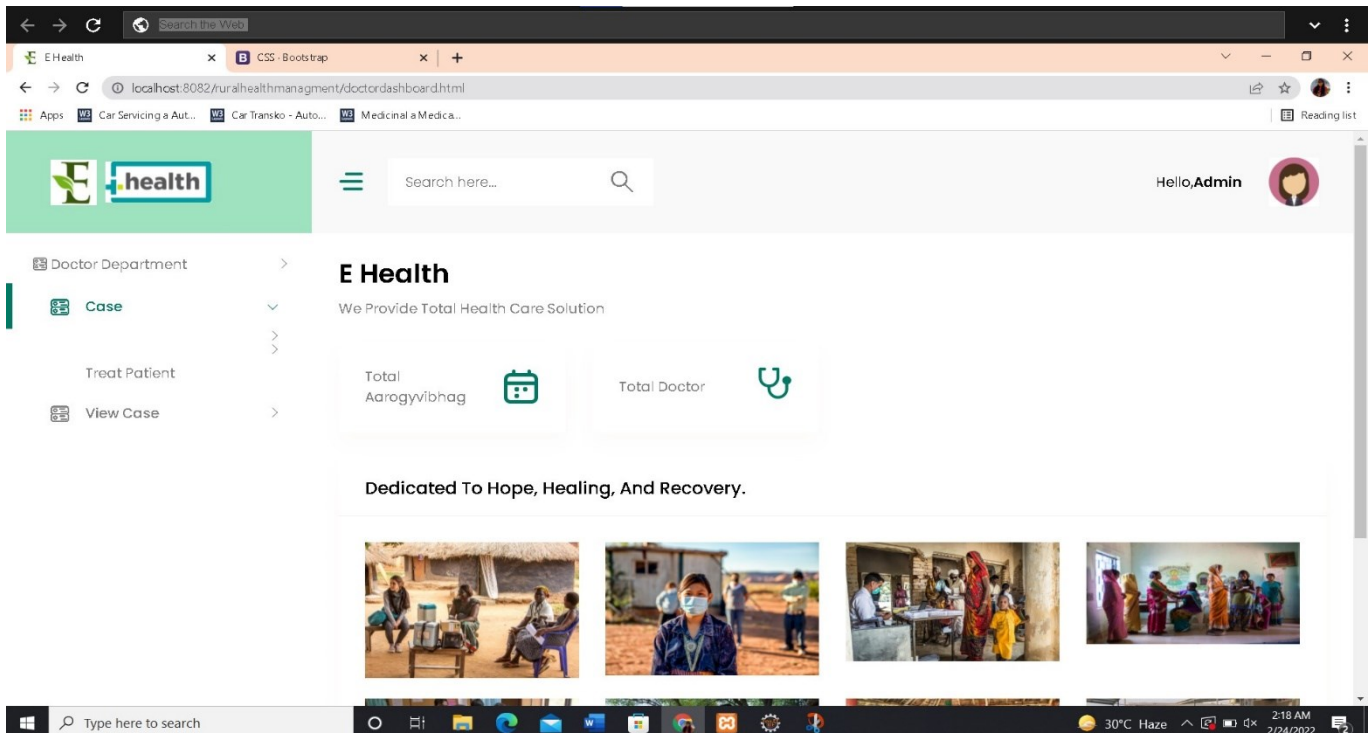 Search the Web
E Health
CSS · Bootstrap
localhost:8082/ruralhealthmanagment/doctordashboard.html
Apps
Car Servicing a Aut...
Car Transko - Auto...
Medicinal a Medica...
Reading list
E
health
Search here...
Hello,Admin
Doctor Department
Case
Treat Patient
View Case
E Health
We Provide Total Health Care Solution
Total
Aarogyvibhag
Total Doctor
Dedicated To Hope, Healing, And Recovery.
Type here to search
30°C Haze
2:18 AM
2/24/2022